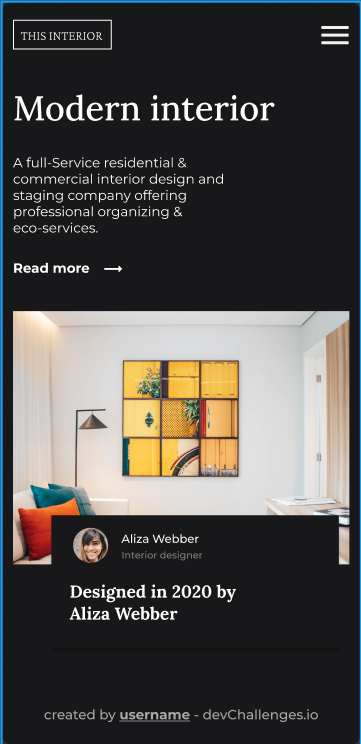 THIS INTERIOR
Modern interior
A full-Service residential &
commercial interior design and
staging company offering
professional organizing &
eco-services.
Read more
Aliza Webber
Interior designer
Designed in 2020 by
Aliza Webber
created by username - devChallenges.io